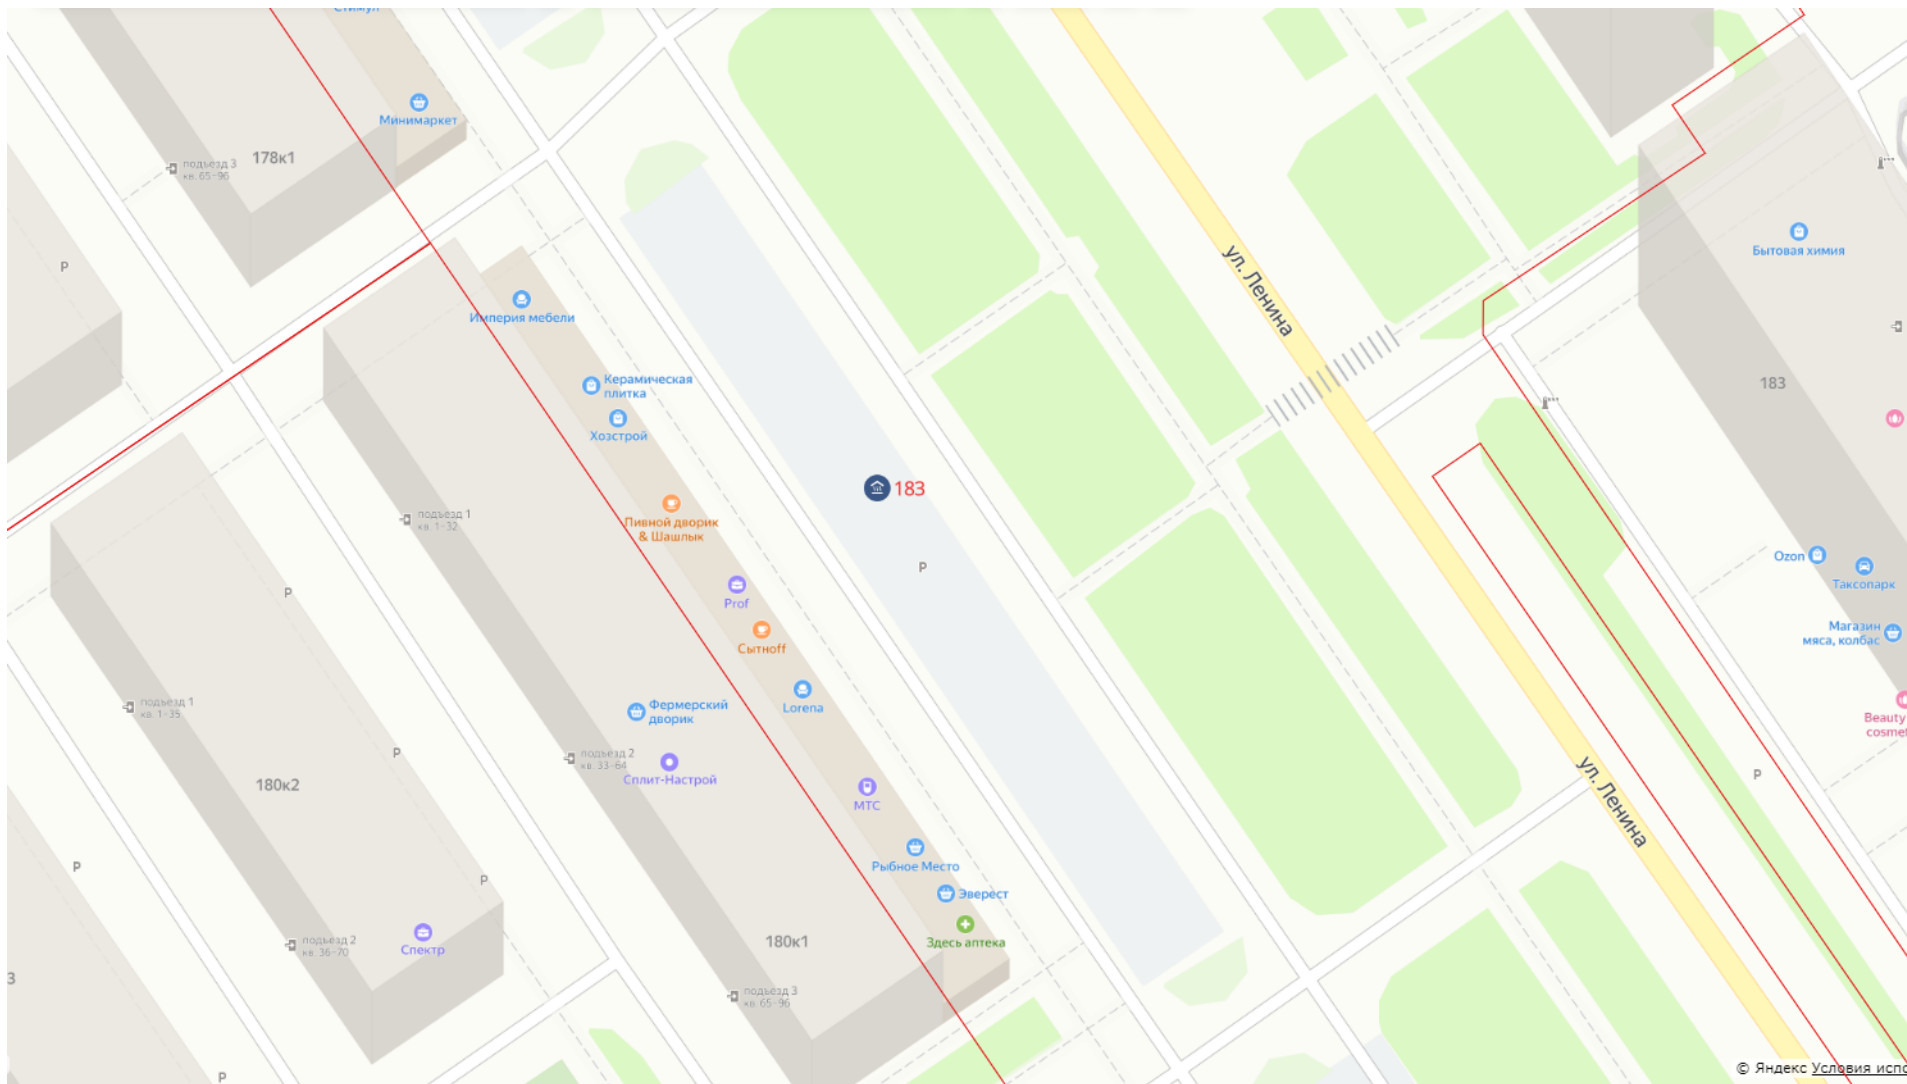 Стимул
Минимаркет
178к1
подъезд 3
кв. 65-96
P
Империя мебели
Керамическая
плитка
Хозстрой
ул. Ленина
Бытовая химия
183
183
подъезд 1
кв. 1-32
Пивной дворик
& Шашлык
P
P
Prof
Сытноff
Ozon
Таксопарк
Магазин
мяса, колбас
Lorena
Фермерский
дворик
подъезд 1
кв. 1-35
Beauty
P
подъезд 2
кв. 33-64
Сплит-Настрой
180к2
МТС
ул. Ленина
P
P
Рыбное Место
P
Эверест
Спектр
подъезд 2
кв. 36-70
180к1
Здесь аптека
3
подъезд 3
кв. 65-96
P
© Яндекс Условия